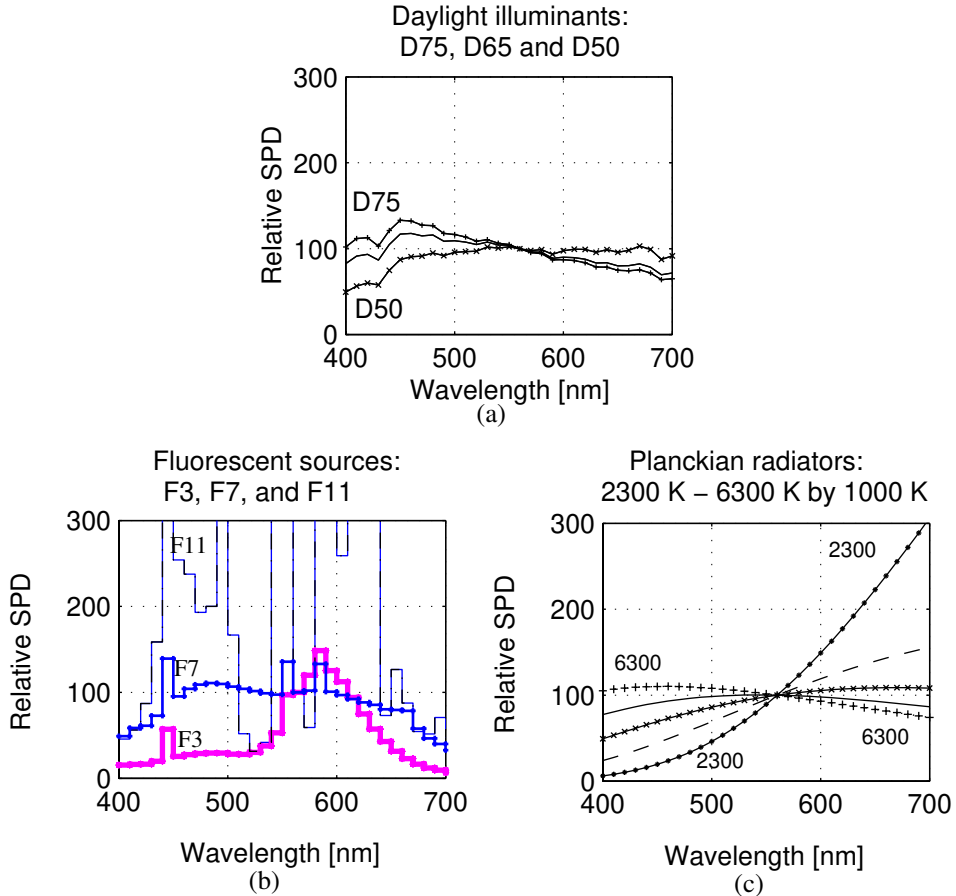 Daylight illuminants:
D75, D65 and D50
300
200
100
0
Relative SPD
D75
D50
400
500
600
700
Wavelength [nm]
(a)
Fluorescent sources:
F3, F7, and F11
300
200
100
0
Relative SPD
F11
F7
F3
400
500
600
700
Wavelength [nm]
(b)
Planckian radiators:
2300 K − 6300 K by 1000 K
300
200
100
0
Relative SPD
2300
6300
6300
2300
400
500
600
700
Wavelength [nm]
(c)